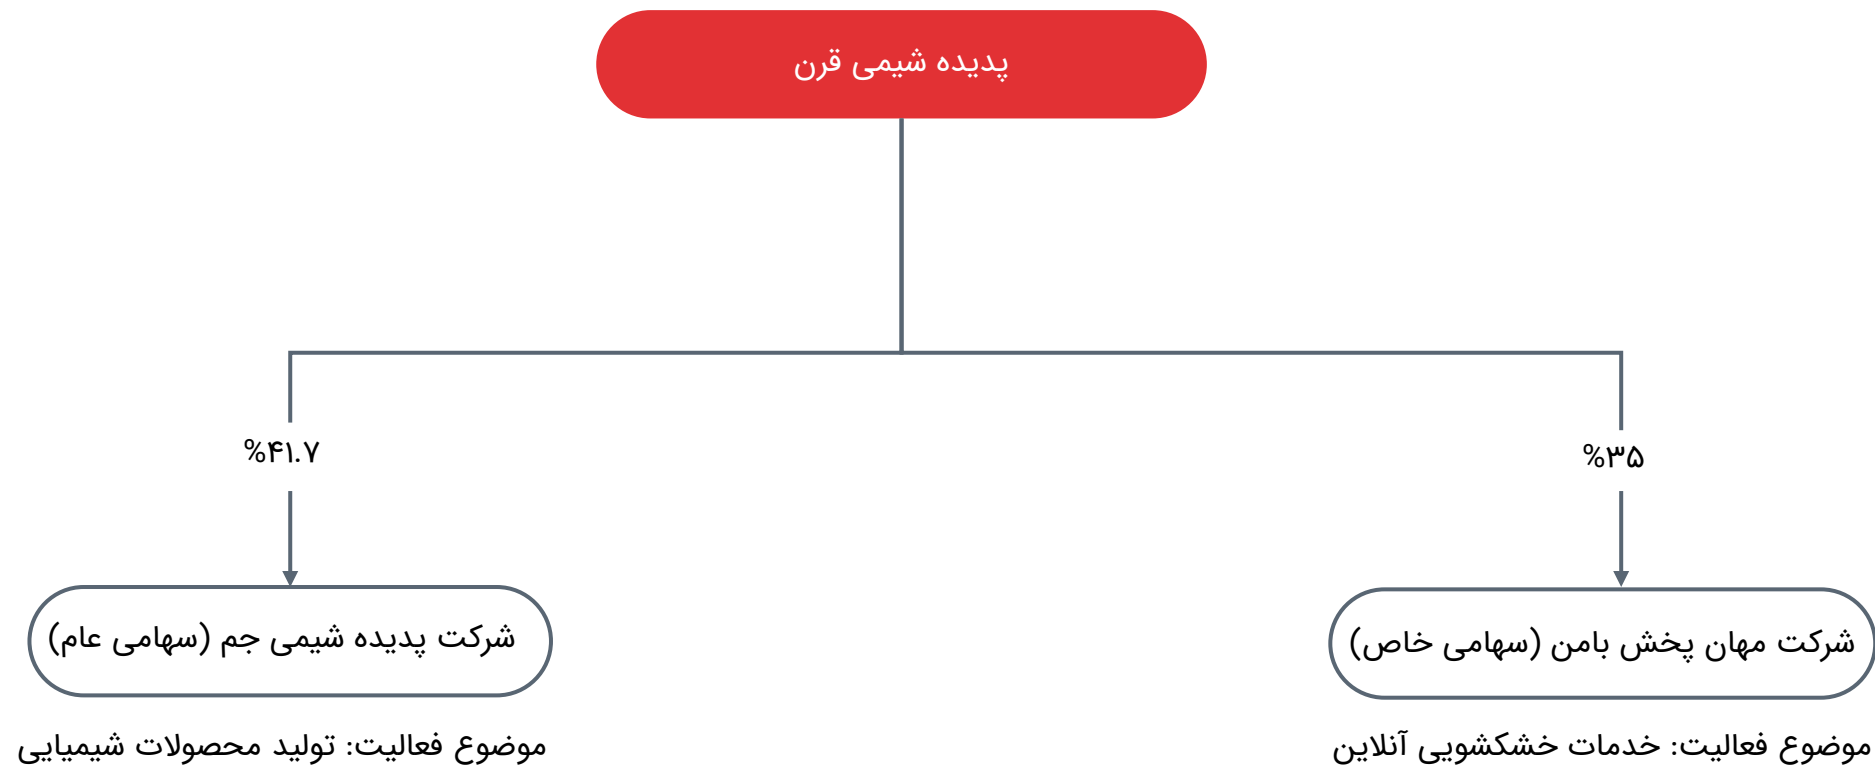 پدیده شیمی قرن
%۳۵
%۴۱.۷
شرکت مهان پخش بامن (سهامی خاص)
شرکت پدیده شیمی جم (سهامی عام)
موضوع فعالیت: خدمات خشکشویی آنلاین
موضوع فعالیت: تولید محصولات شیمیایی